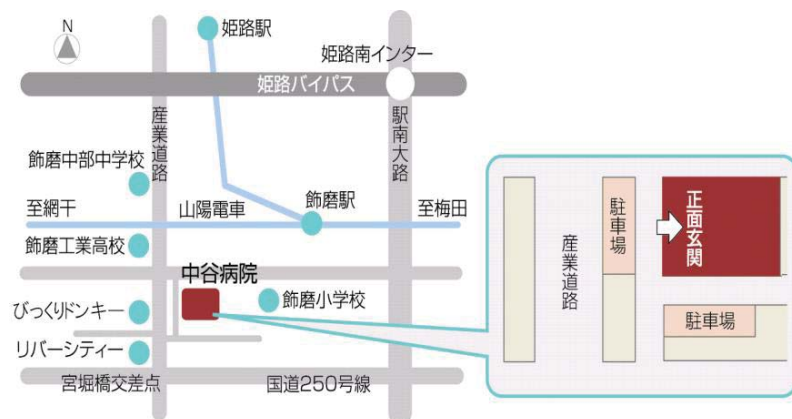 N
姫路駅
姫路南インター
姫路バイパス
産業道路
駅南大路
飾磨中部中学校
至網干
山陽電車
飾磨駅
至梅田
飾磨工業高校
中谷病院
飾磨小学校
びっくりドンキー
リバーシティー
宮堀橋交差点
国道250号線
産業道路
駐車場
正面玄関
駐車場